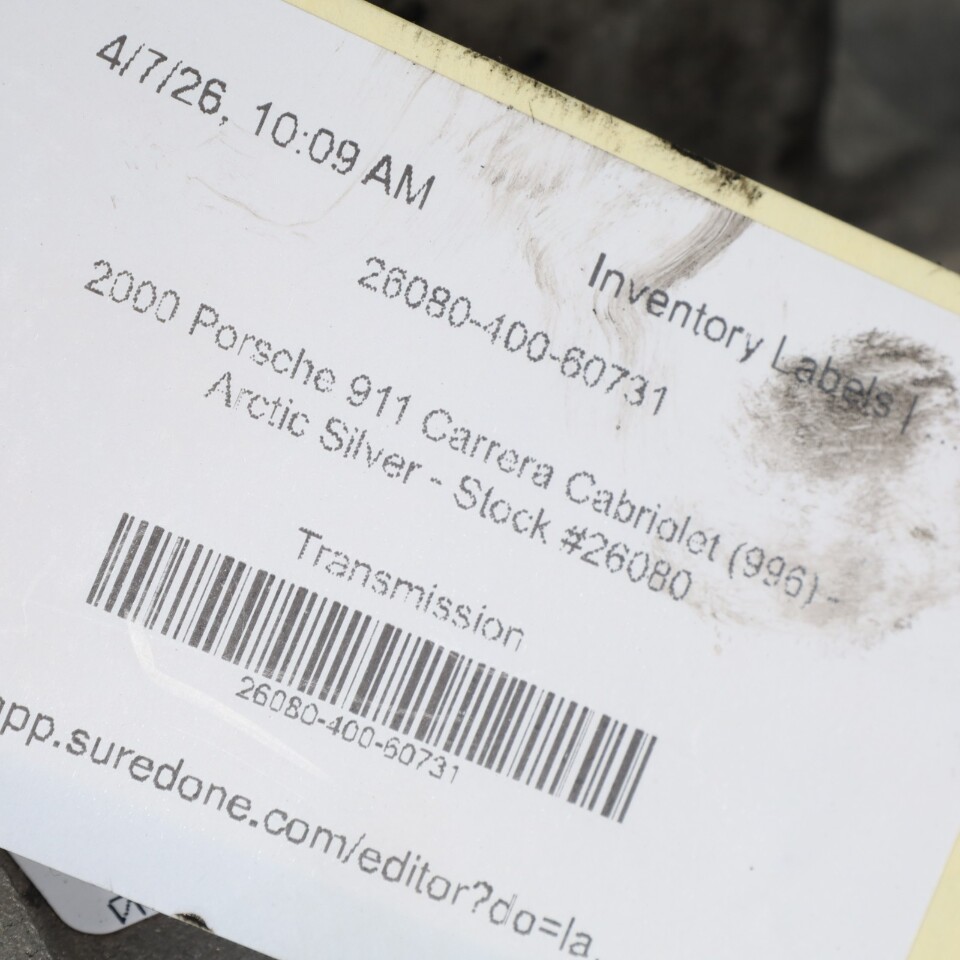 4/7/26, 10:09 AM
Inventory Labels |
26080-400-60731
2000 Porsche 911 Carrera Cabriolet (996) -
Arctic Silver - Stock #26080
Transmission
26080-400-60731
app.suredone.com/editor?do=la